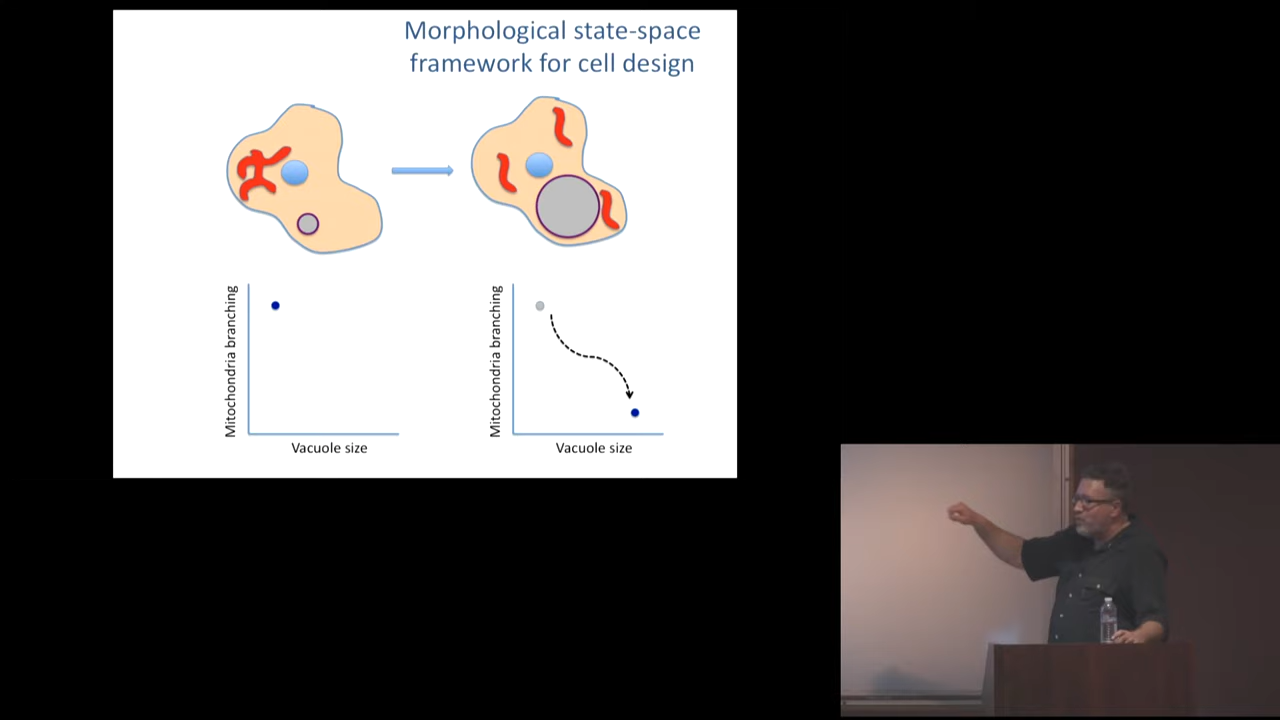 Morphological state-space
framework for cell design
Mitochondria branching
Vacuole size
Mitochondria branching
Vacuole size